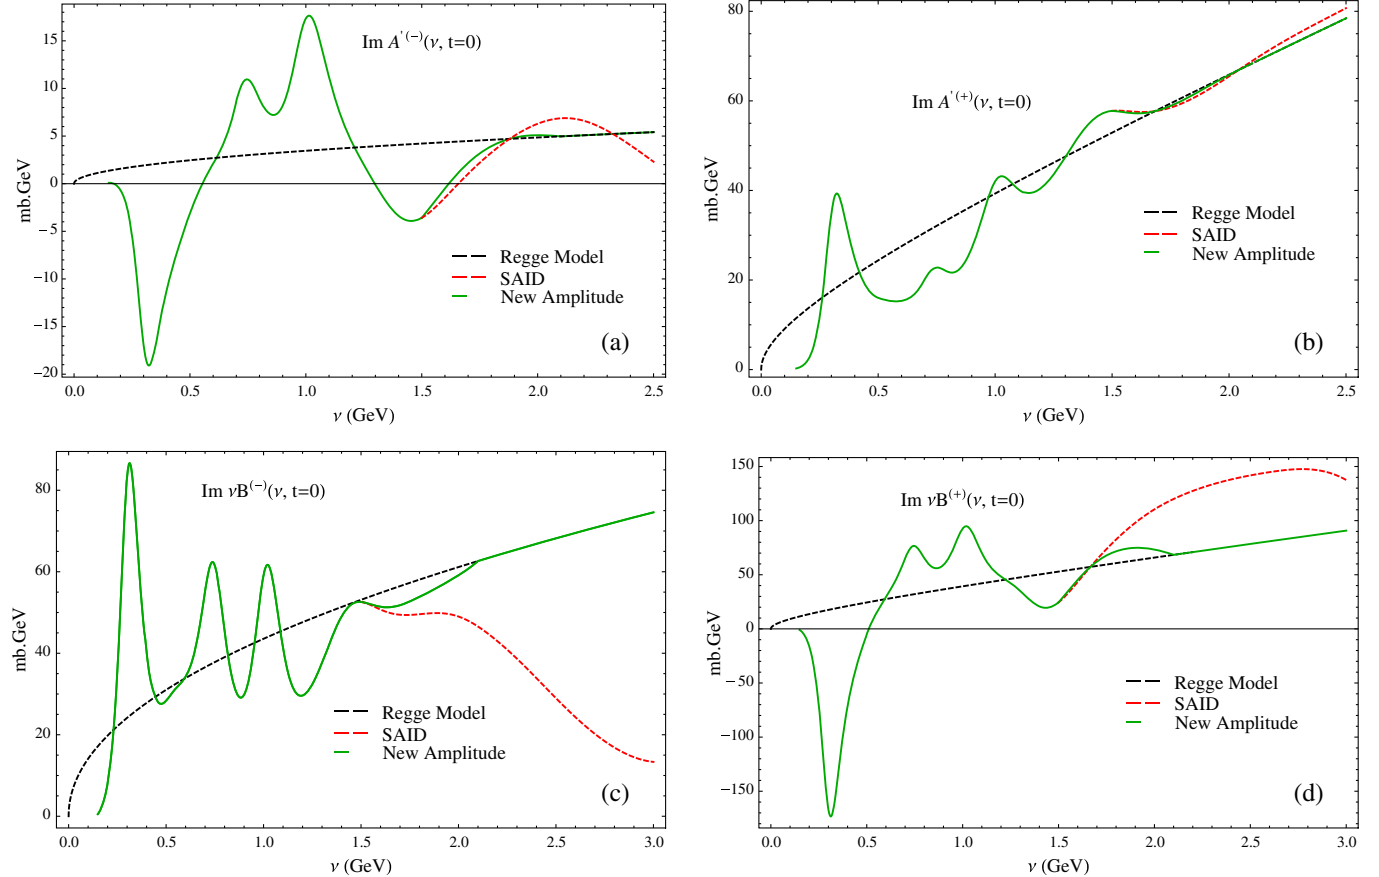 Im A′(−)(ν, t=0)
mb.GeV
15
10
5
0
−5
−10
−15
−20
Regge Model
SAID
New Amplitude
(a)
0.0 0.5 1.0 1.5 2.0 2.5
ν (GeV)
Im A′(+)(ν, t=0)
mb.GeV
80
60
40
20
0
Regge Model
SAID
New Amplitude
(b)
0.0 0.5 1.0 1.5 2.0 2.5
ν (GeV)
Im νB(−)(ν, t=0)
mb.GeV
80
60
40
20
0
Regge Model
SAID
New Amplitude
(c)
0.0 0.5 1.0 1.5 2.0 2.5 3.0
ν (GeV)
Im νB(+)(ν, t=0)
mb.GeV
150
100
50
0
−50
−100
−150
Regge Model
SAID
New Amplitude
(d)
0.0 0.5 1.0 1.5 2.0 2.5 3.0
ν (GeV)